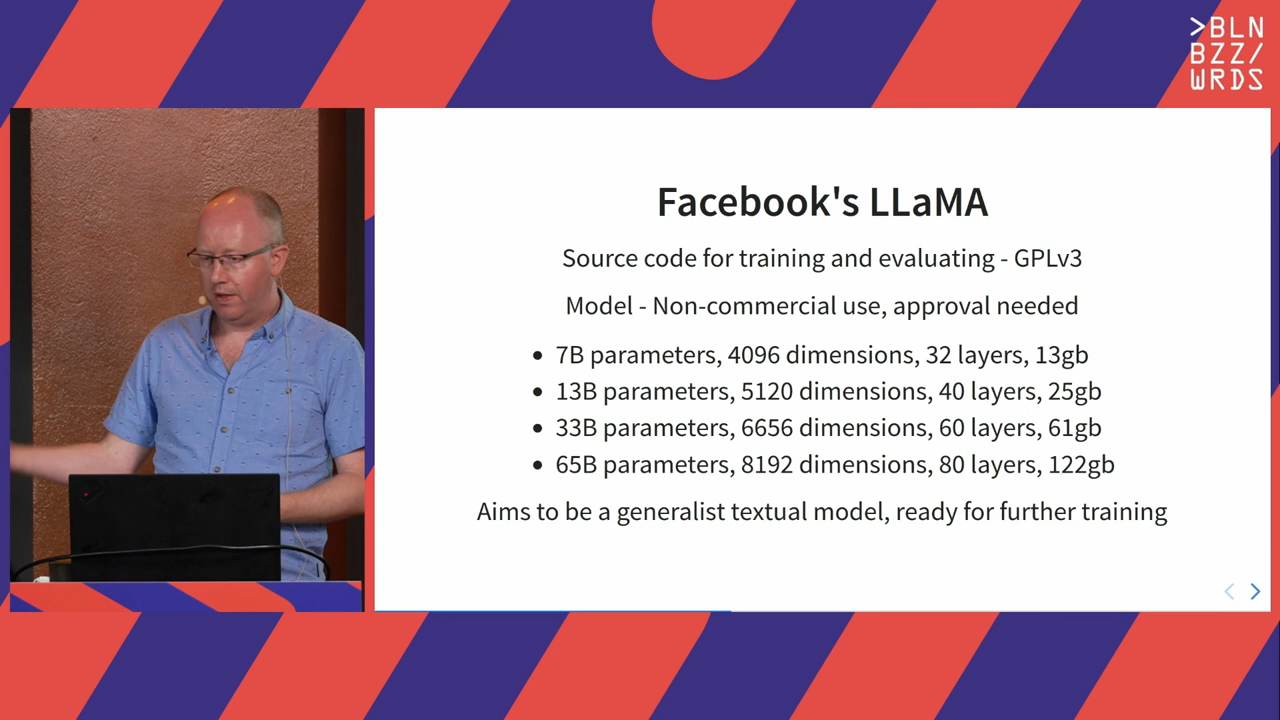 >BLN
BZZ/
WRDS
Facebook's LLaMA
Source code for training and evaluating - GPLv3
Model - Non-commercial use, approval needed
• 7B parameters, 4096 dimensions, 32 layers, 13gb
• 13B parameters, 5120 dimensions, 40 layers, 25gb
• 33B parameters, 6656 dimensions, 60 layers, 61gb
• 65B parameters, 8192 dimensions, 80 layers, 122gb
Aims to be a generalist textual model, ready for further training